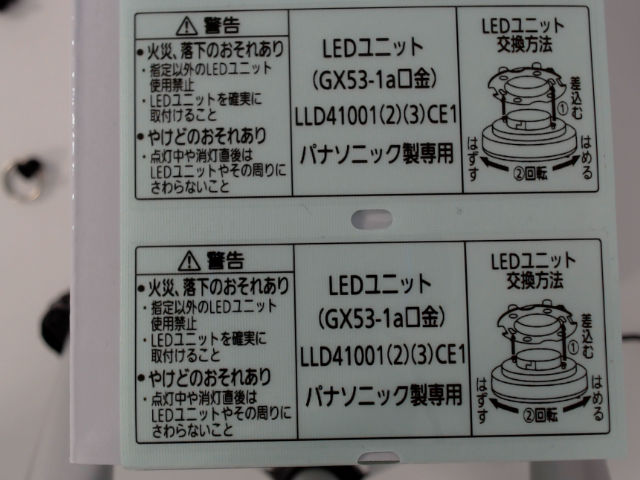 ⚠ 警告
●火災、落下のおそれあり
・指定以外のLEDユニット
使用禁止
・LEDユニットを確実に
取付けること
●やけどのおそれあり
・点灯中や消灯直後は
LEDユニットやその周りに
さわらないこと
LEDユニット
(GX53-1a口金)
LLD41001(2)(3)CE1
パナソニック製専用
LEDユニット
交換方法
差込む
①
はずす
②回転
はめる
⚠ 警告
●火災、落下のおそれあり
・指定以外のLEDユニット
使用禁止
・LEDユニットを確実に
取付けること
●やけどのおそれあり
・点灯中や消灯直後は
LEDユニットやその周りに
さわらないこと
LEDユニット
(GX53-1a口金)
LLD41001(2)(3)CE1
パナソニック製専用
LEDユニット
交換方法
差込む
①
はずす
②回転
はめる